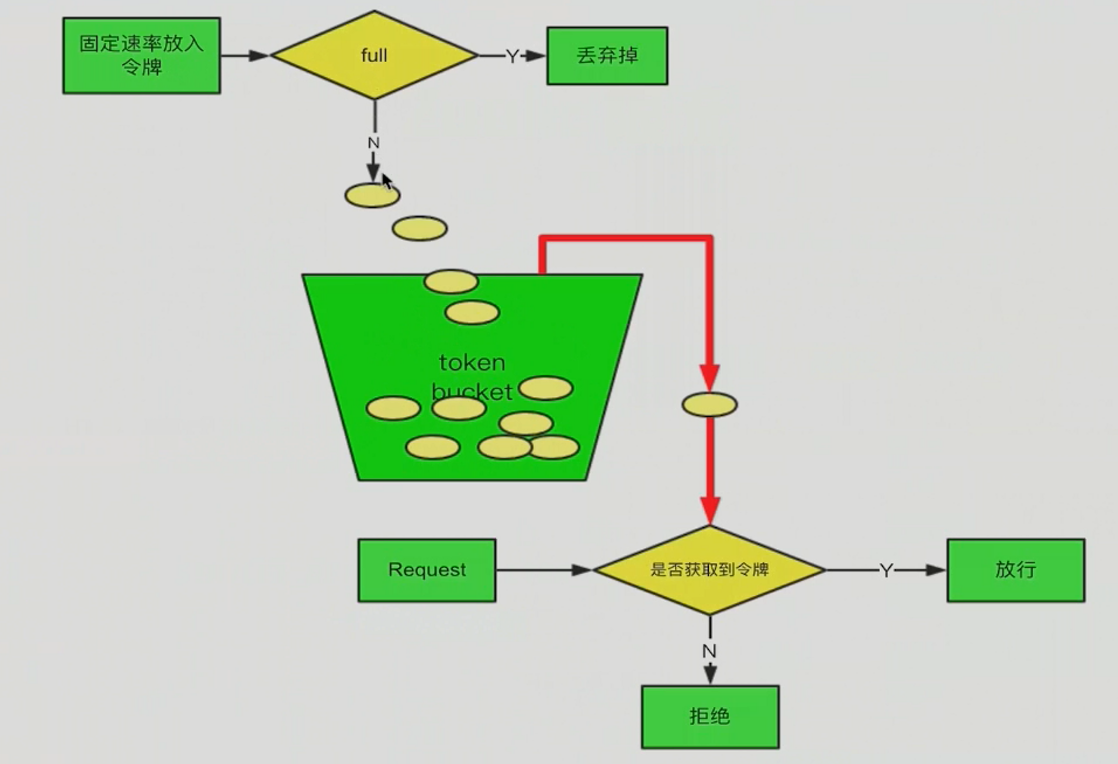 固定速率放入
令牌
full
Y
丢弃掉
N
token
bucket
Request
是否获取到令牌
Y
放行
N
拒绝